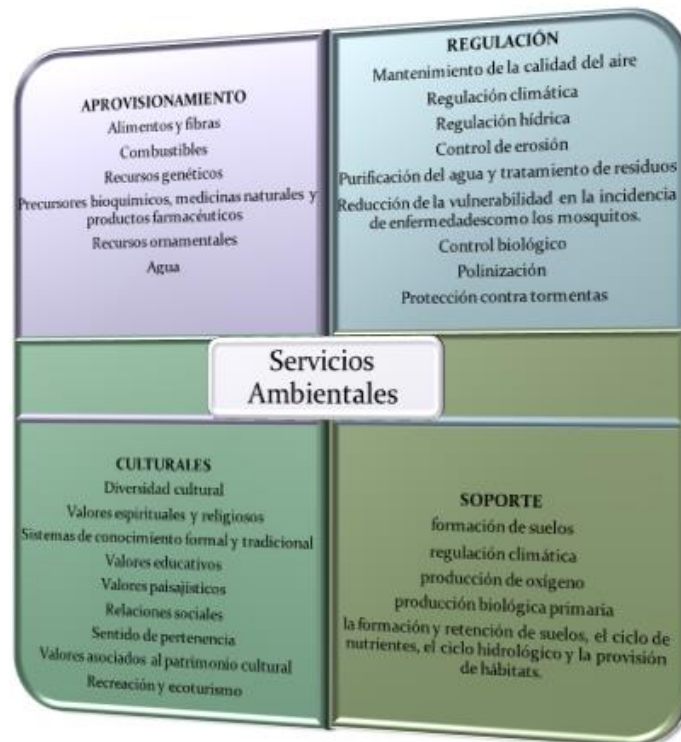 APROVISIONAMIENTO
Alimentos y fibras
Combustibles
Recursos genéticos
Precursores bioquímicos, medicinas naturales y
productos farmacéuticos
Recursos ornamentales
Agua
REGULACIÓN
Mantenimiento de la calidad del aire
Regulación climática
Regulación hídrica
Control de erosión
Purificación del agua y tratamiento de residuos
Reducción de la vulnerabilidad en la incidencia
de enfermedadescomo los mosquitos.
Control biológico
Polinización
Protección contra tormentas
Servicios
Ambientales
CULTURALES
Diversidad cultural
Valores espirituales y religiosos
Sistemas de conocimiento formal y tradicional
Valores educativos
Valores paisajísticos
Relaciones sociales
Sentido de pertenencia
Valores asociados al patrimonio cultural
Recreación y ecoturismo
SOPORTE
formación de suelos
regulación climática
producción de oxígeno
producción biológica primaria
la formación y retención de suelos, el ciclo de
nutrientes, el ciclo hidrológico y la provisión
de hábitats.